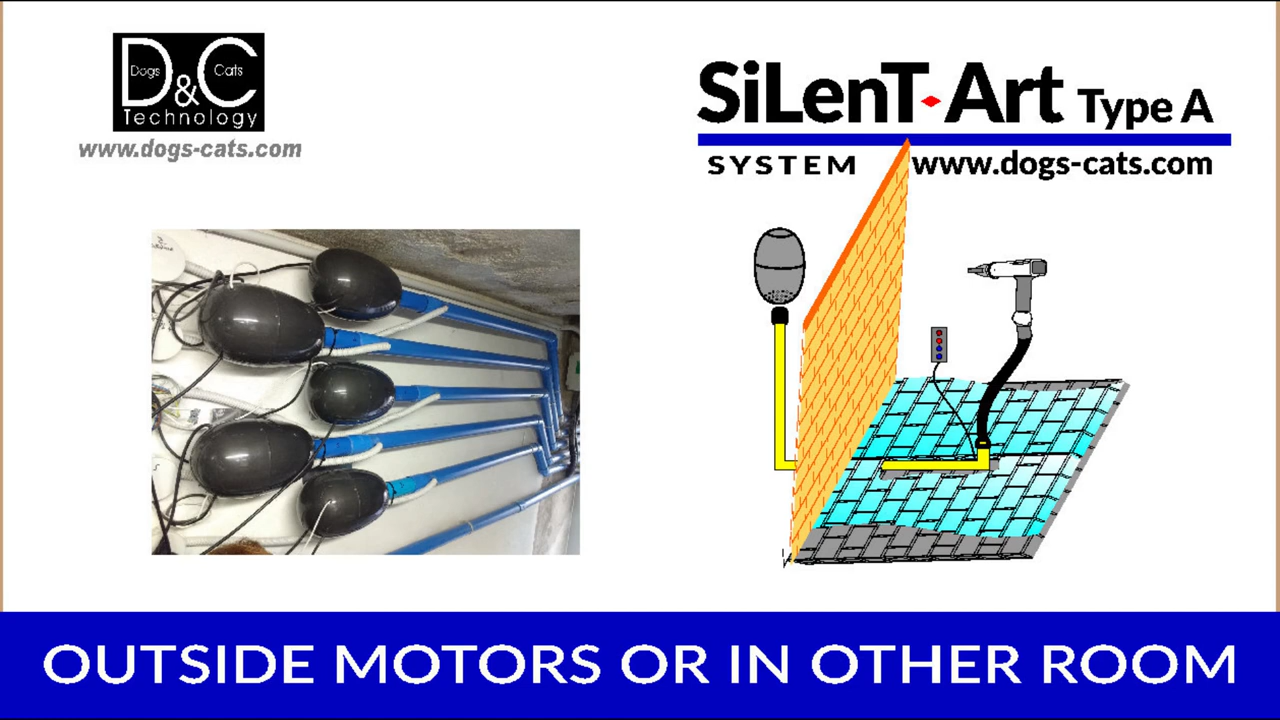 Dogs Cats
D&C
Technology
www.dogs-cats.com
SiLenT Art Type A
SYSTEM www.dogs-cats.com
OUTSIDE MOTORS OR IN OTHER ROOM